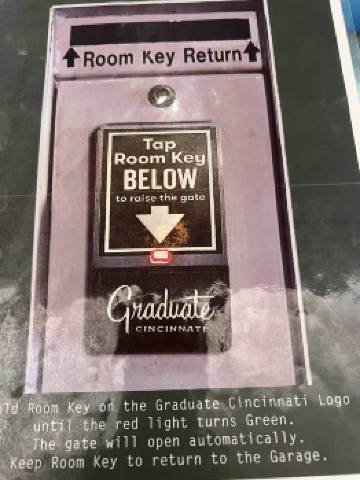 Room Key Return
Tap
Room Key
BELOW
to raise the gate
Graduate
CINCINNATI
Room Key on the Graduate Cincinnati Logo
until the red light turns Green.
The gate will open automatically.
Keep Room Key to return to the Garage.